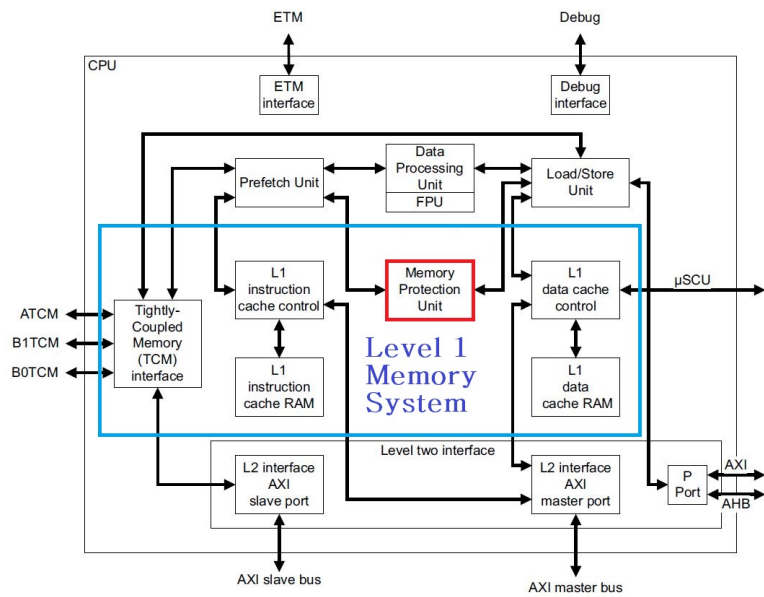 ETM
Debug
CPU
ETM
interface
Debug
interface
Prefetch Unit
Data
Processing
Unit
FPU
Load/Store
Unit
L1
instruction
cache control
Memory
Protection
Unit
L1
data cache
control
µSCU
ATCM
B1TCM
B0TCM
Tightly-
Coupled
Memory
(TCM)
interface
Level 1
Memory
System
L1
instruction
cache RAM
L1
data
cache RAM
Level two interface
L2 interface
AXI
slave port
L2 interface
AXI
master port
P
Port
AXI
AHB
AXI slave bus
AXI master bus